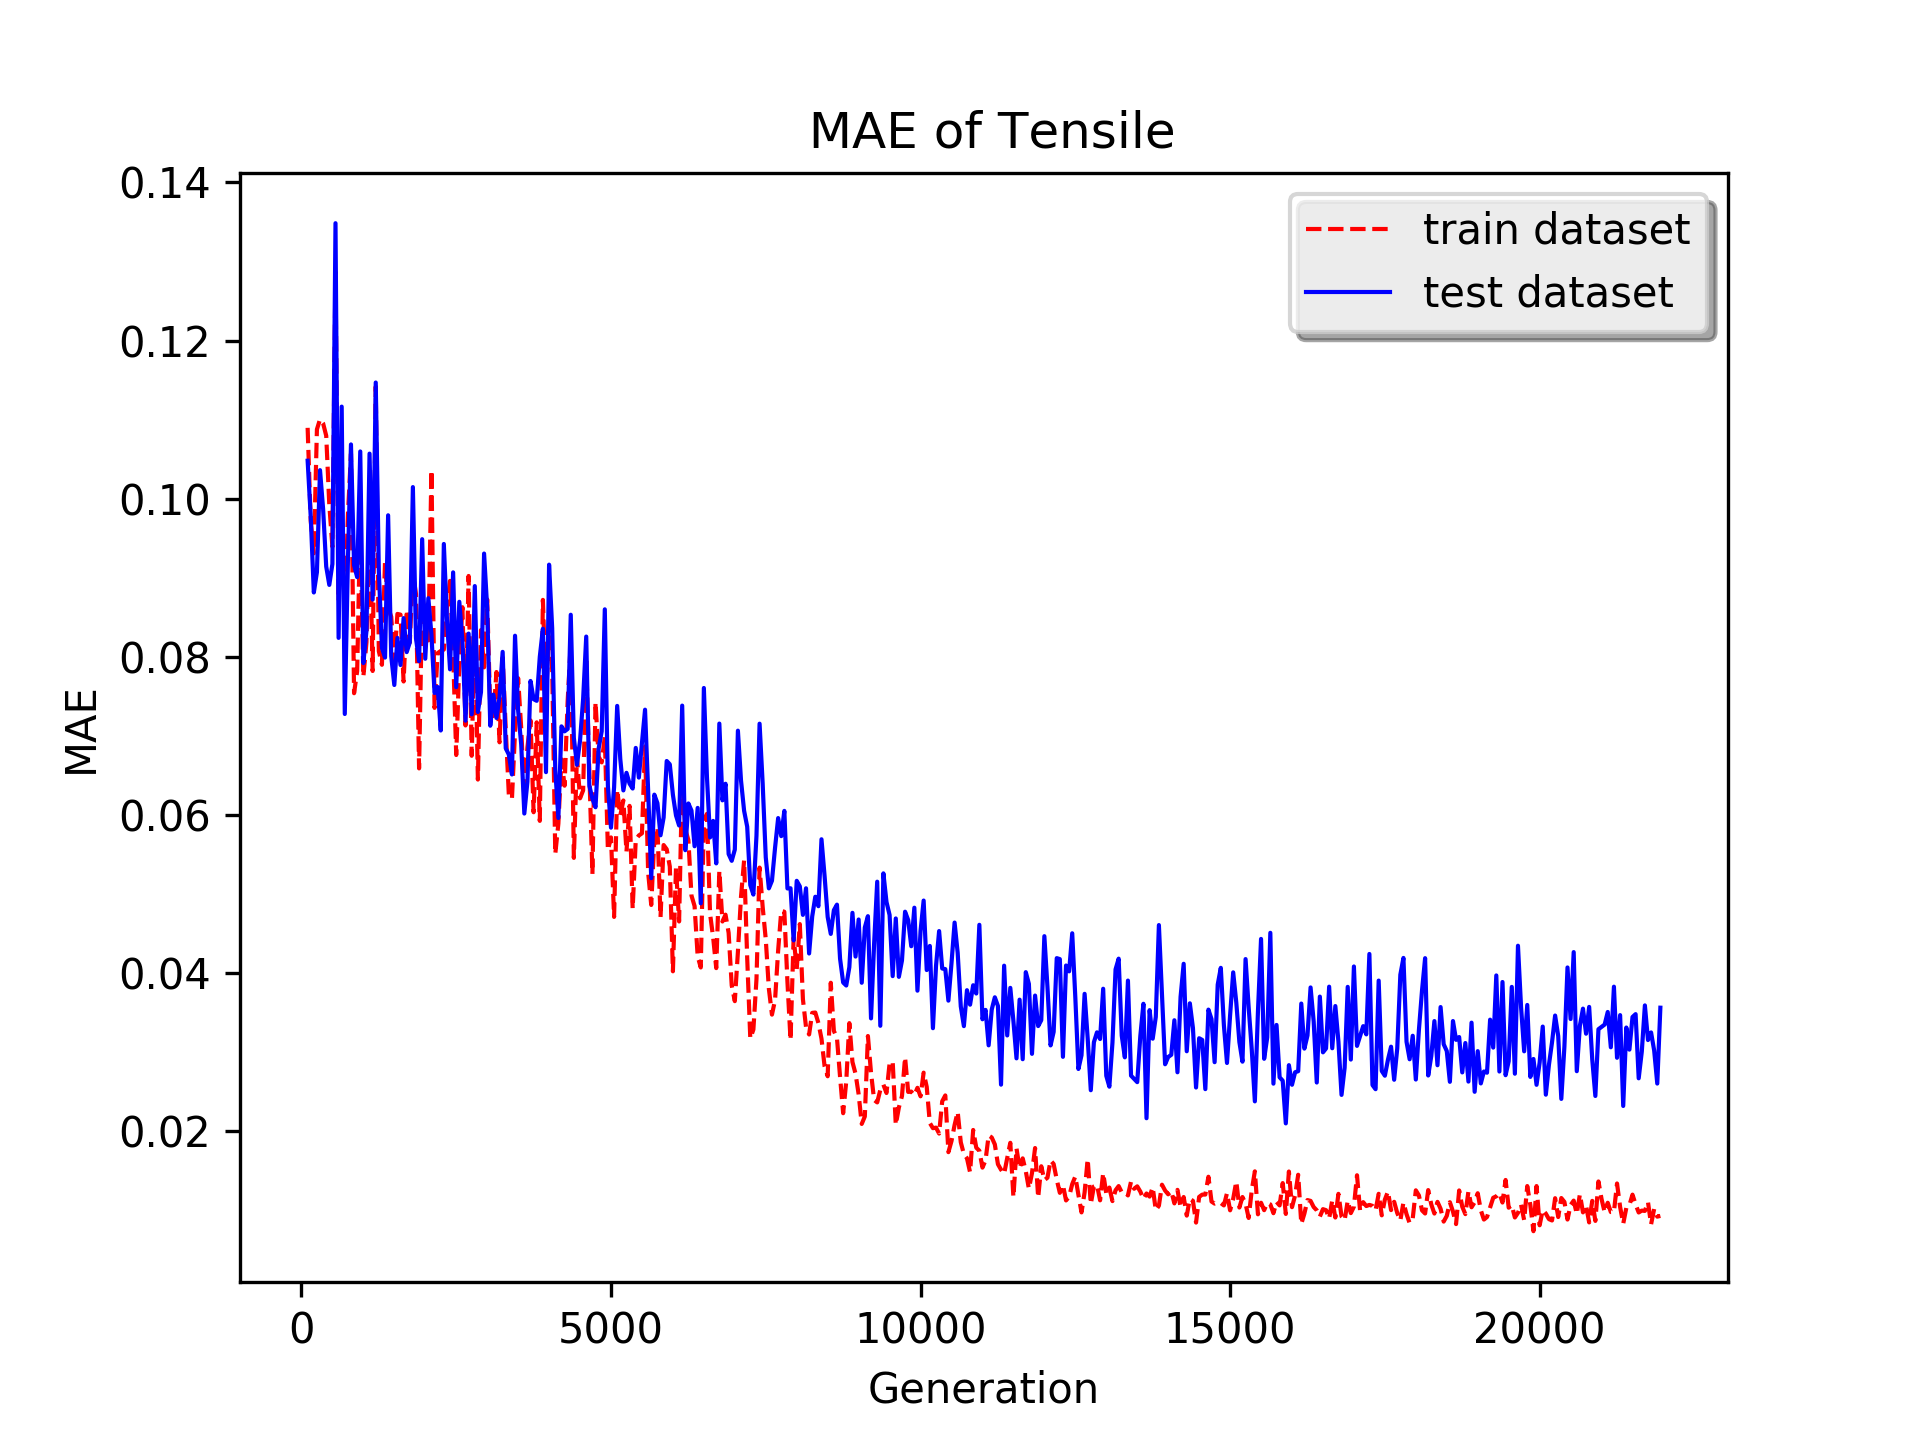 MAE of Tensile
train dataset
test dataset
0.14
0.12
0.10
0.08
0.06
0.04
0.02
MAE
0
5000
10000
15000
20000
Generation